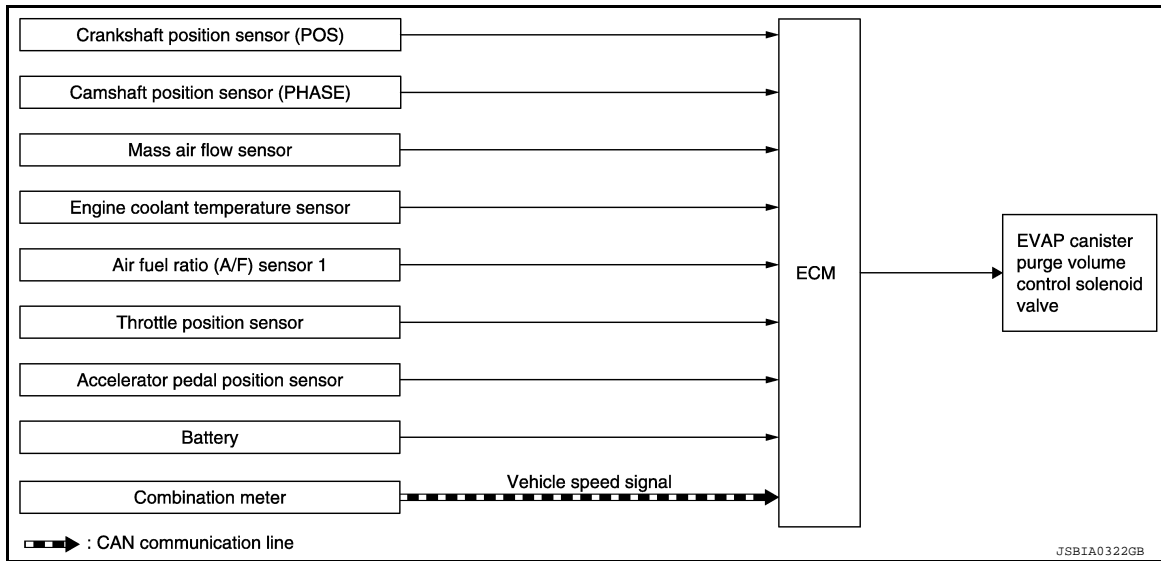 Crankshaft position sensor (POS)
Camshaft position sensor (PHASE)
Mass air flow sensor
Engine coolant temperature sensor
Air fuel ratio (A/F) sensor 1
Throttle position sensor
Accelerator pedal position sensor
Battery
Combination meter
Vehicle speed signal
ECM
EVAP canister
purge volume
control solenoid
valve
: CAN communication line
JSBIA0322GB